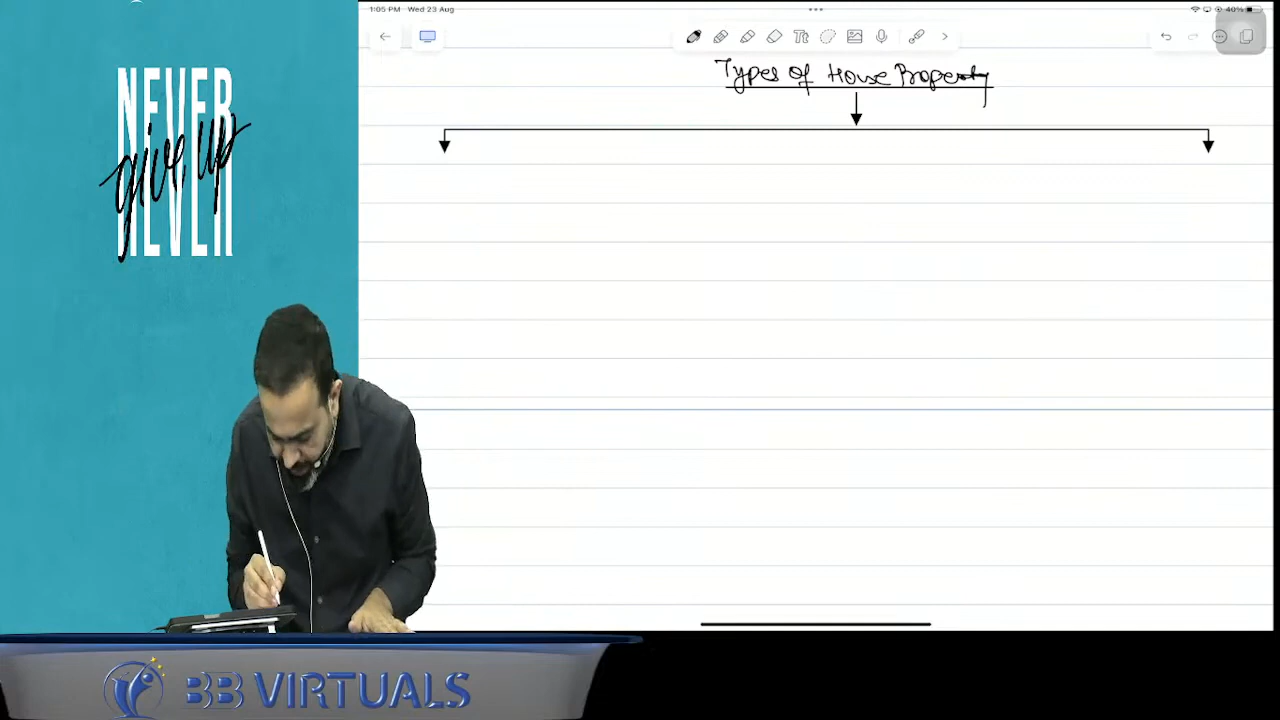 1:05 PM Wed 23 Aug
40%
Types of House Property
NEVER
give up
NEVER
BB VIRTUALS